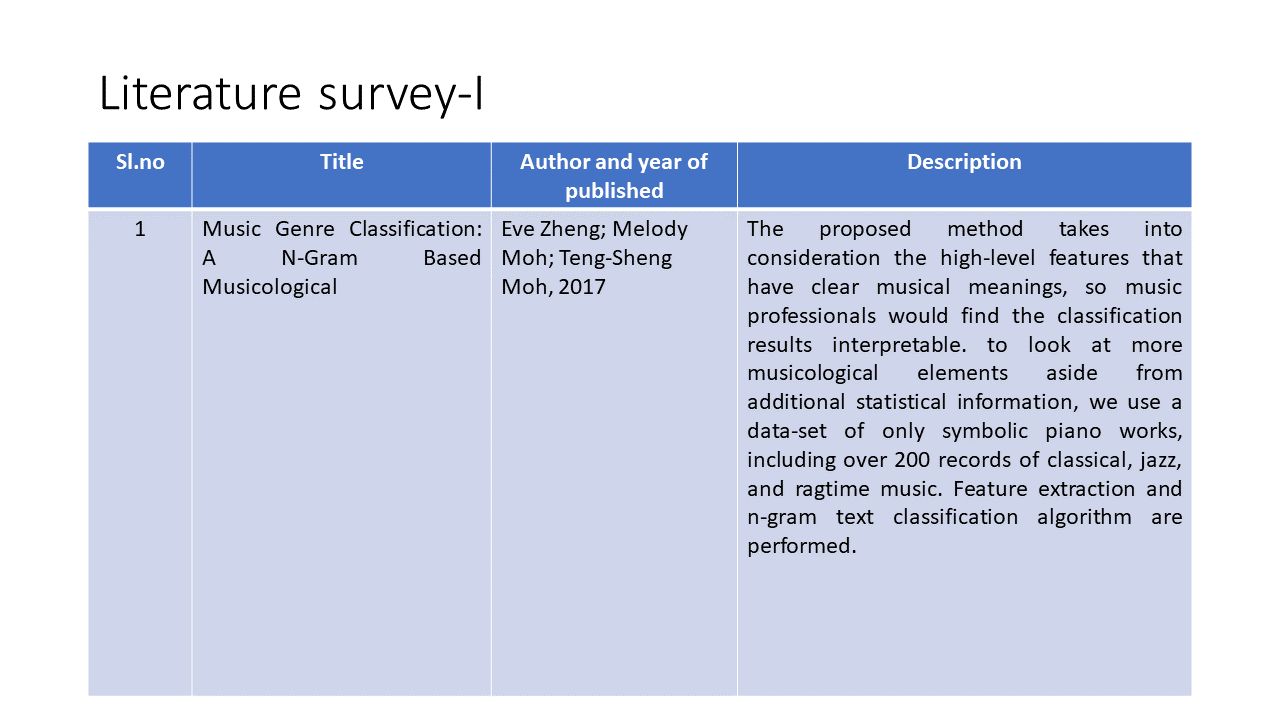 Literature survey-I
Sl.no
Title
Author and year of
published
Description
1
Music Genre Classification:
A N-Gram Based
Musicological
Eve Zheng; Melody
Moh; Teng-Sheng
Moh, 2017
The proposed method takes into
consideration the high-level features that
have clear musical meanings, so music
professionals would find the classification
results interpretable. to look at more
musicological elements aside from
additional statistical information, we use a
data-set of only symbolic piano works,
including over 200 records of classical, jazz,
and ragtime music. Feature extraction and
n-gram text classification algorithm are
performed.